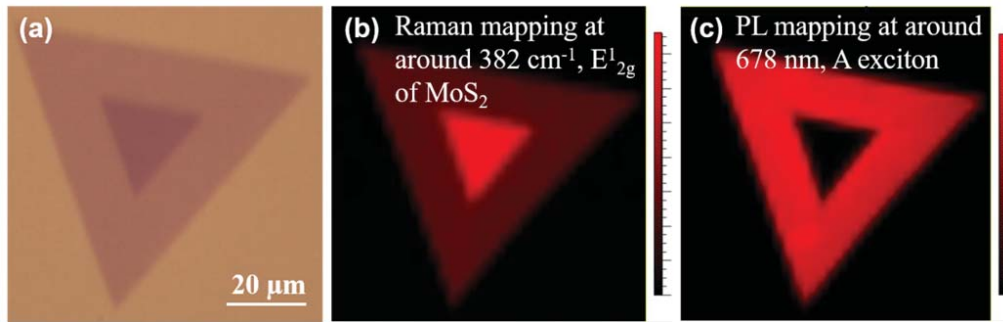 (a)
20 μm
(b) Raman mapping at
around 382 cm⁻¹, E¹₂g
of MoS₂
(c) PL mapping at around
678 nm, A exciton